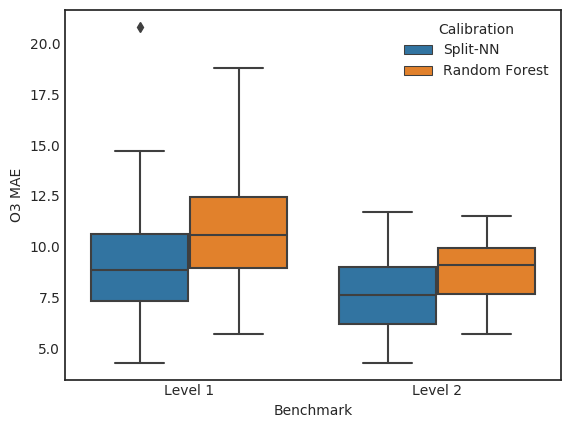 Calibration
Split-NN
Random Forest
O3 MAE
20.0
17.5
15.0
12.5
10.0
7.5
5.0
Level 1
Level 2
Benchmark